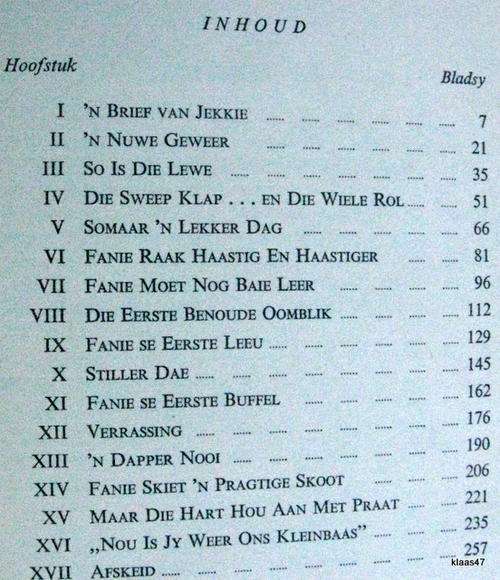 INHOUD
Hoofstuk Bladsy
I 'N BRIEF VAN JEKKIE ...... ...... ...... ...... ...... 7
II 'N NUWE GEWEER ...... ...... ...... ...... ...... 21
III SO IS DIE LEWE ...... ...... ...... ...... ...... 35
IV DIE SWEEP KLAP . . . EN DIE WIELE ROL ...... ...... 51
V SOMAAR 'N LEKKER DAG ...... ...... ...... ...... 66
VI FANIE RAAK HAASTIG EN HAASTIGER ...... ...... 81
VII FANIE MOET NOG BAIE LEER ...... ...... ...... 96
VIII DIE EERSTE BENOUDE OOMBLIK ...... ...... ...... 112
IX FANIE SE EERSTE LEEU ...... ...... ...... ...... 129
X STILLER DAE ...... ...... ...... ...... ...... ...... 145
XI FANIE SE EERSTE BUFFEL ...... ...... ...... ...... 162
XII VERRASSING ...... ...... ...... ...... ...... ...... 176
XIII 'N DAPPER NOOI ...... ...... ...... ...... ...... 190
XIV FANIE SKIET 'N PRAGTIGE SKOOT ...... ...... 206
XV MAAR DIE HART HOU AAN MET PRAAT ...... ...... 221
XVI „NOU IS JY WEER ONS KLEINBAAS” ...... ...... 235
XVII AFSKEID ...... ...... ...... ...... ...... ...... 257
klaas47